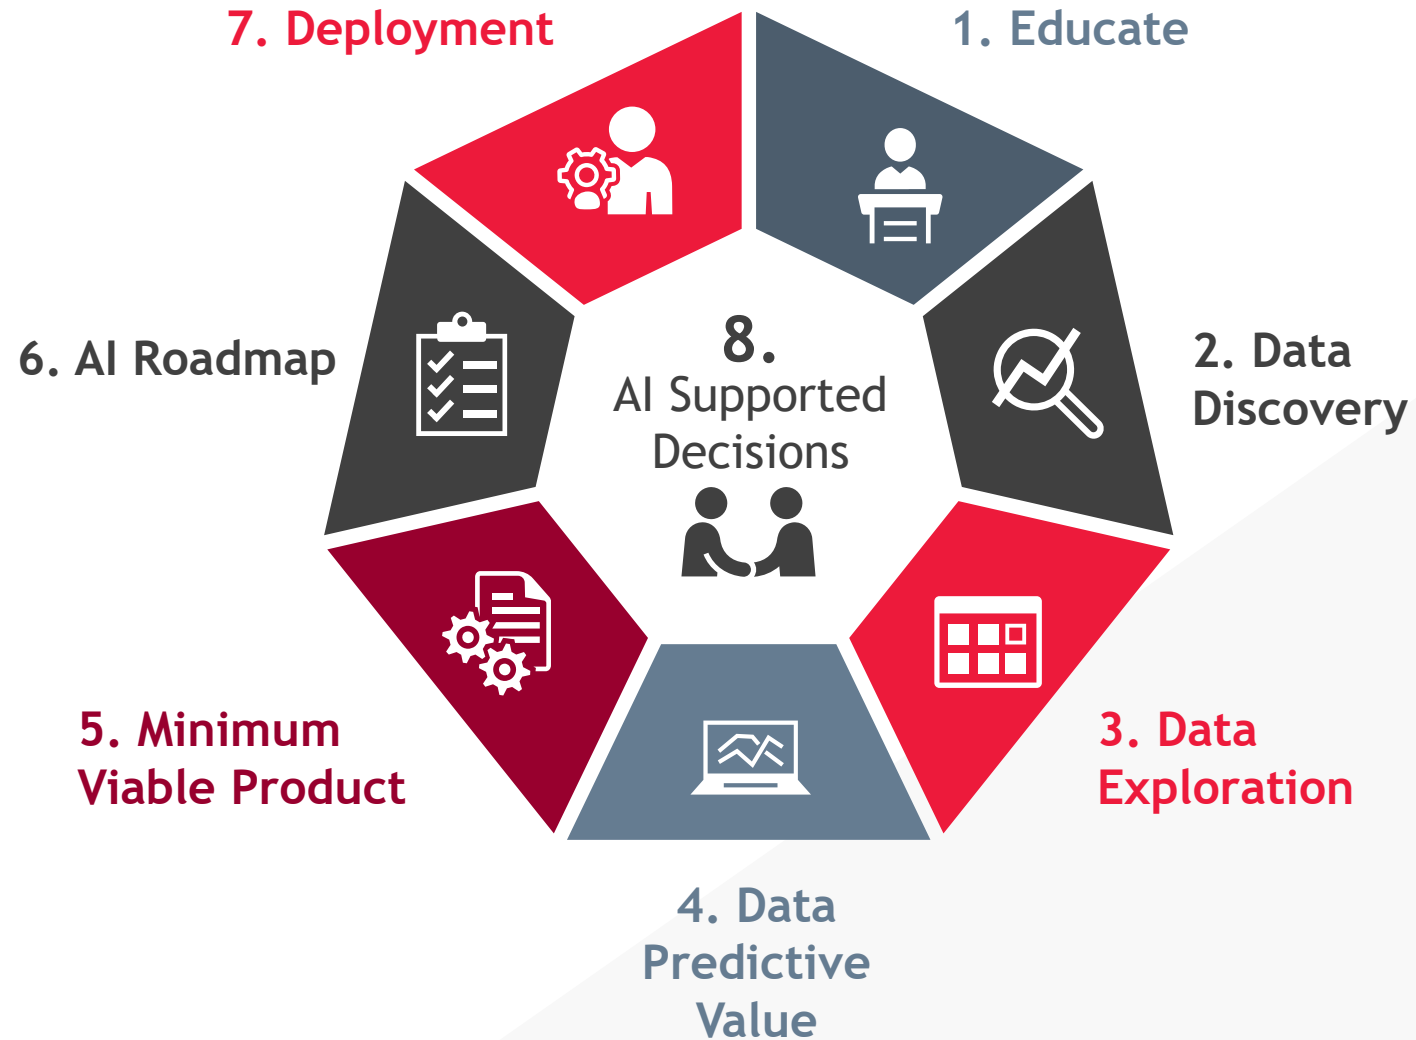 7. Deployment
1. Educate
6. AI Roadmap
8.
AI Supported
Decisions
2. Data
Discovery
5. Minimum
Viable Product
3. Data
Exploration
4. Data
Predictive
Value